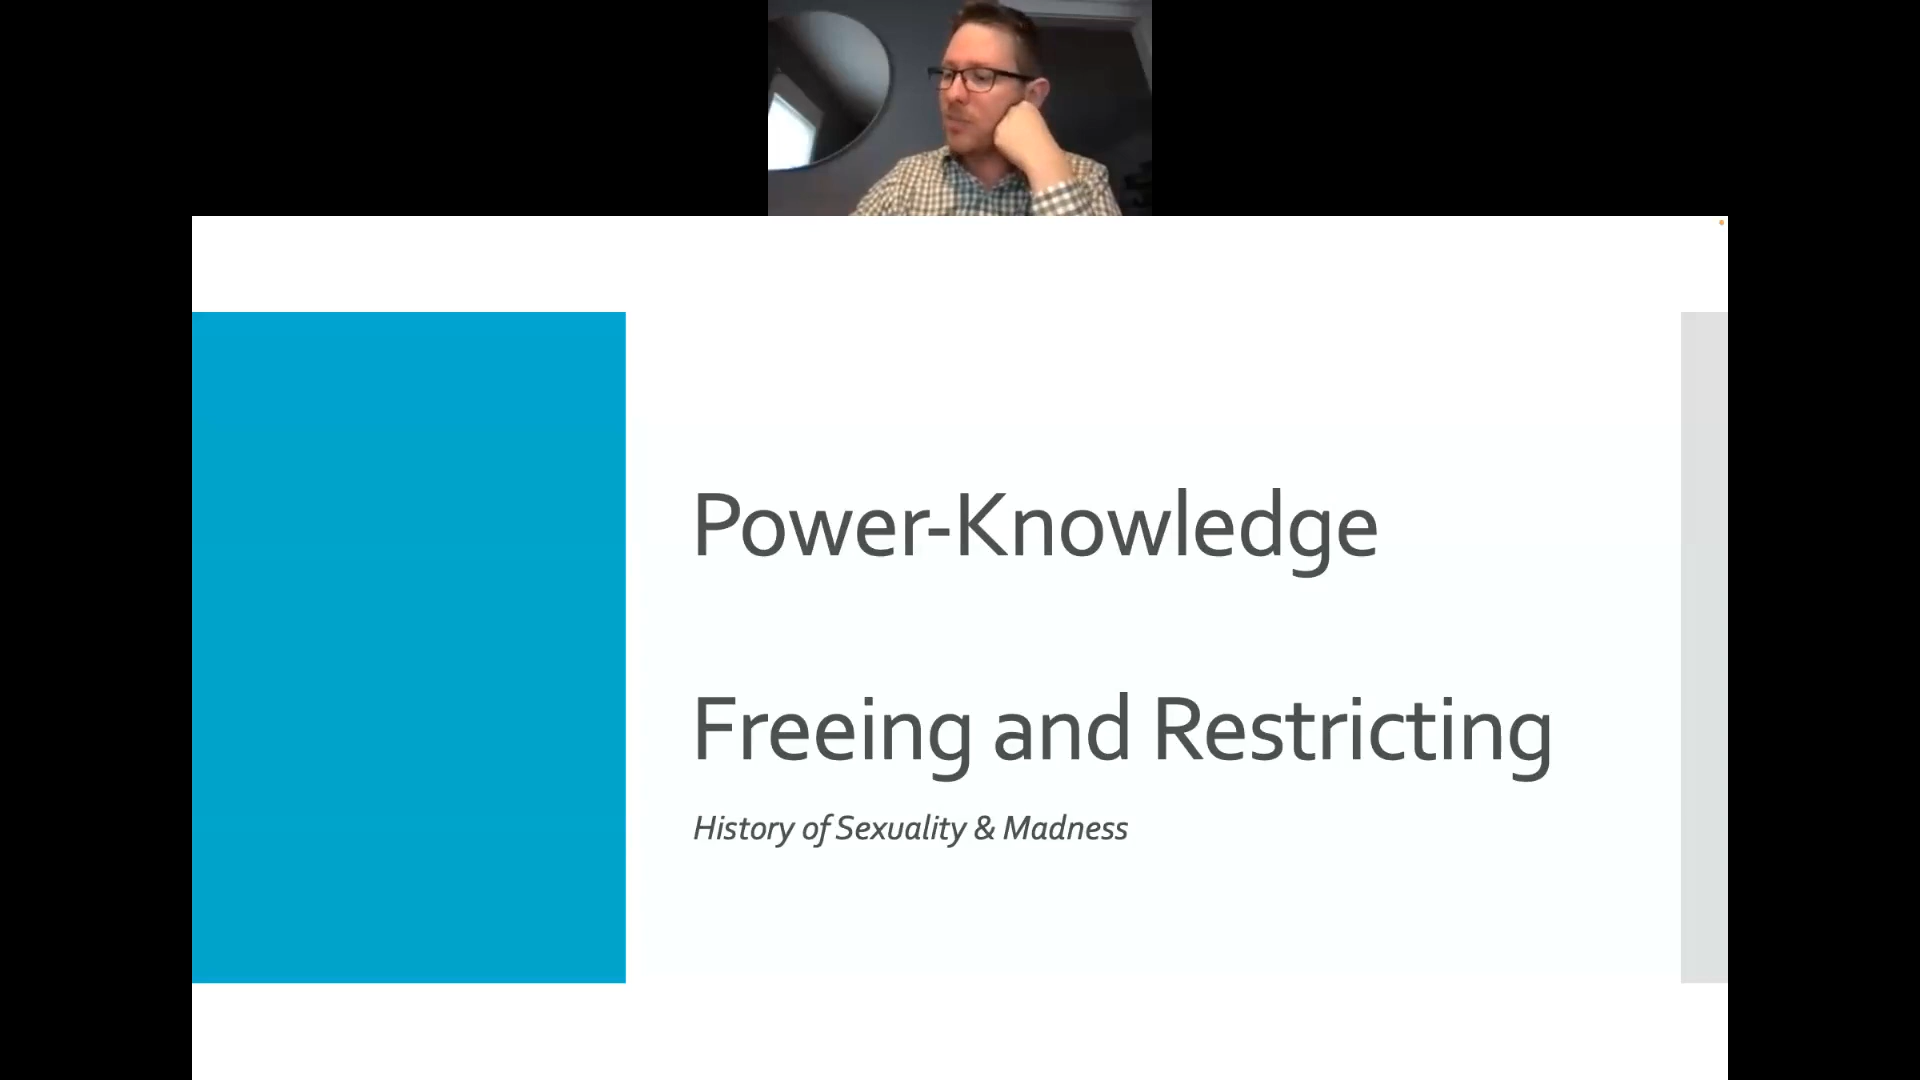 Power-Knowledge
Freeing and Restricting
History of Sexuality & Madness